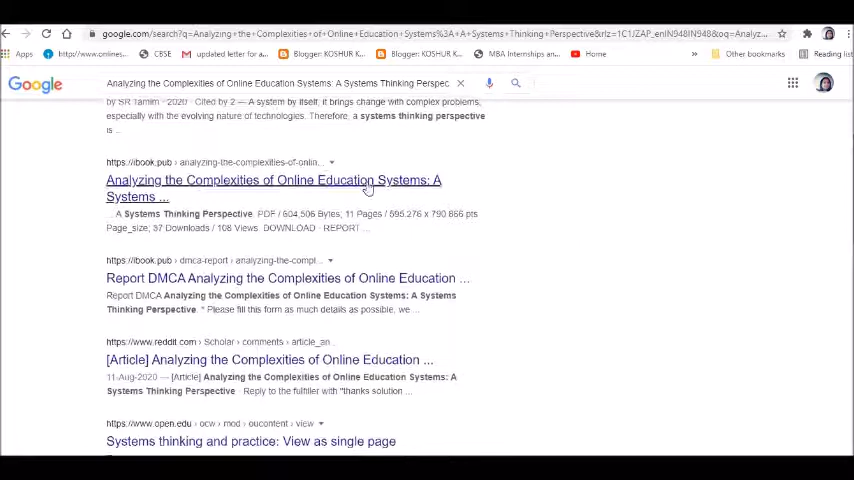 google.com/search?q=Analyzing+the+Complexities+of+Online+Education+Systems%3A+A+Systems+Thinking+Perspective&rlz=1C1/ZAP_enIN948IN948&oq=Analyz...
Apps http://www.onlines... CBSE updated letter for a... Blogger: KOSHUR K... Blogger: KOSHUR K... MBA Internships an... Home » Other bookmarks Reading list
Google Analyzing the Complexities of Online Education Systems: A Systems Thinking Perspec
by SR Tamim · 2020 · Cited by 2 — A system by itself, it brings change with complex problems,
especially with the evolving nature of technologies. Therefore, a systems thinking perspective
is ...
https://ibook.pub › analyzing-the-complexities-of-onlin...
Analyzing the Complexities of Online Education Systems: A
Systems ...
... A Systems Thinking Perspective. PDF / 604,506 Bytes; 11 Pages / 595.276 x 790.866 pts
Page_size; 37 Downloads / 108 Views. DOWNLOAD · REPORT ...
https://ibook.pub › dmca-report › analyzing-the-compl...
Report DMCA Analyzing the Complexities of Online Education ...
Report DMCA Analyzing the Complexities of Online Education Systems: A Systems
Thinking Perspective. * Please fill this form as much details as possible, we ...
https://www.reddit.com › Scholar › comments › article_an...
[Article] Analyzing the Complexities of Online Education ...
11-Aug-2020 — [Article] Analyzing the Complexities of Online Education Systems: A
Systems Thinking Perspective · Reply to the fulfiller with "thanks solution ...
https://www.open.edu › ocw › mod › oucontent › view
Systems thinking and practice: View as single page